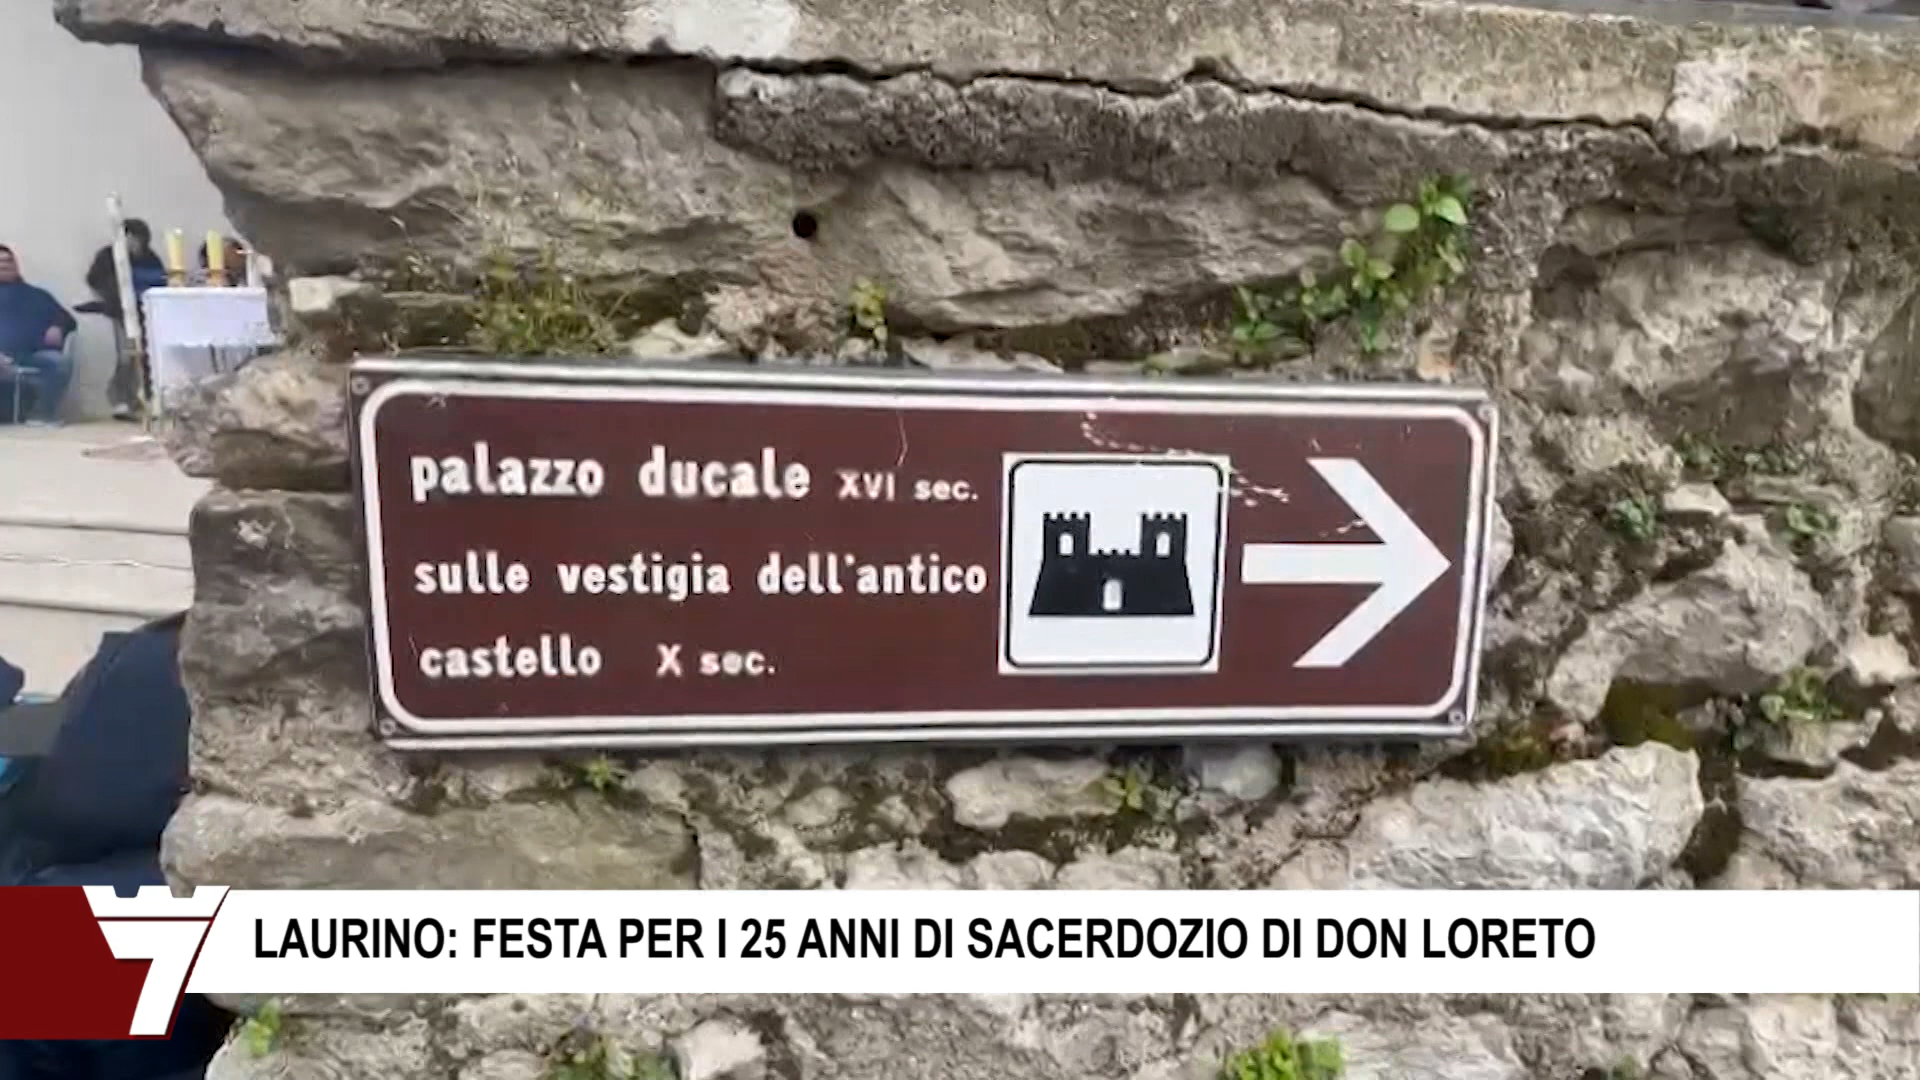 palazzo ducale XVI sec.
sulle vestigia dell'antico
castello X sec.
7
LAURINO: FESTA PER I 25 ANNI DI SACERDOZIO DI DON LORETO